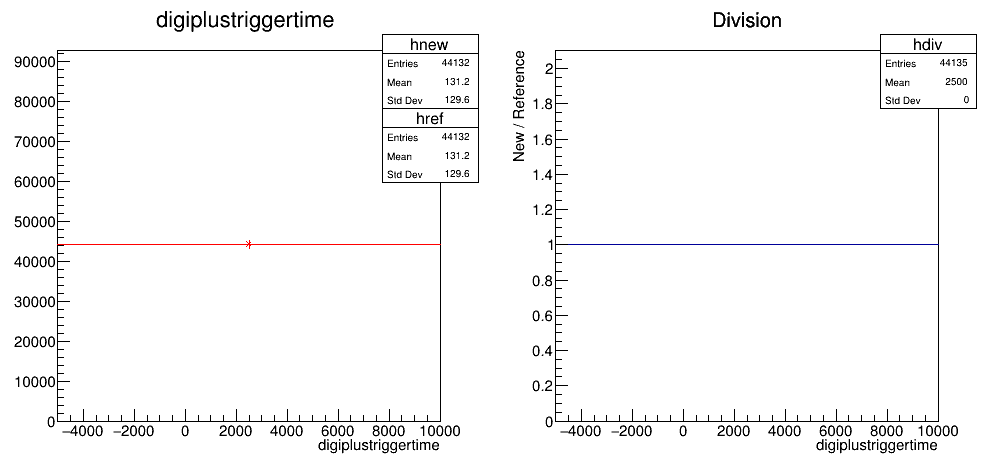 digiplustriggertime
hnew
Entries 44132
Mean 131.2
Std Dev 129.6
href
Entries 44132
Mean 131.2
Std Dev 129.6
90000
80000
70000
60000
50000
40000
30000
20000
10000
0
−4000 −2000 0 2000 4000 6000 8000 10000
digiplustriggertime
Division
hdiv
Entries 44135
Mean 2500
Std Dev 0
New / Reference
2
1.8
1.6
1.4
1.2
1
0.8
0.6
0.4
0.2
0
−4000 −2000 0 2000 4000 6000 8000 10000
digiplustriggertime